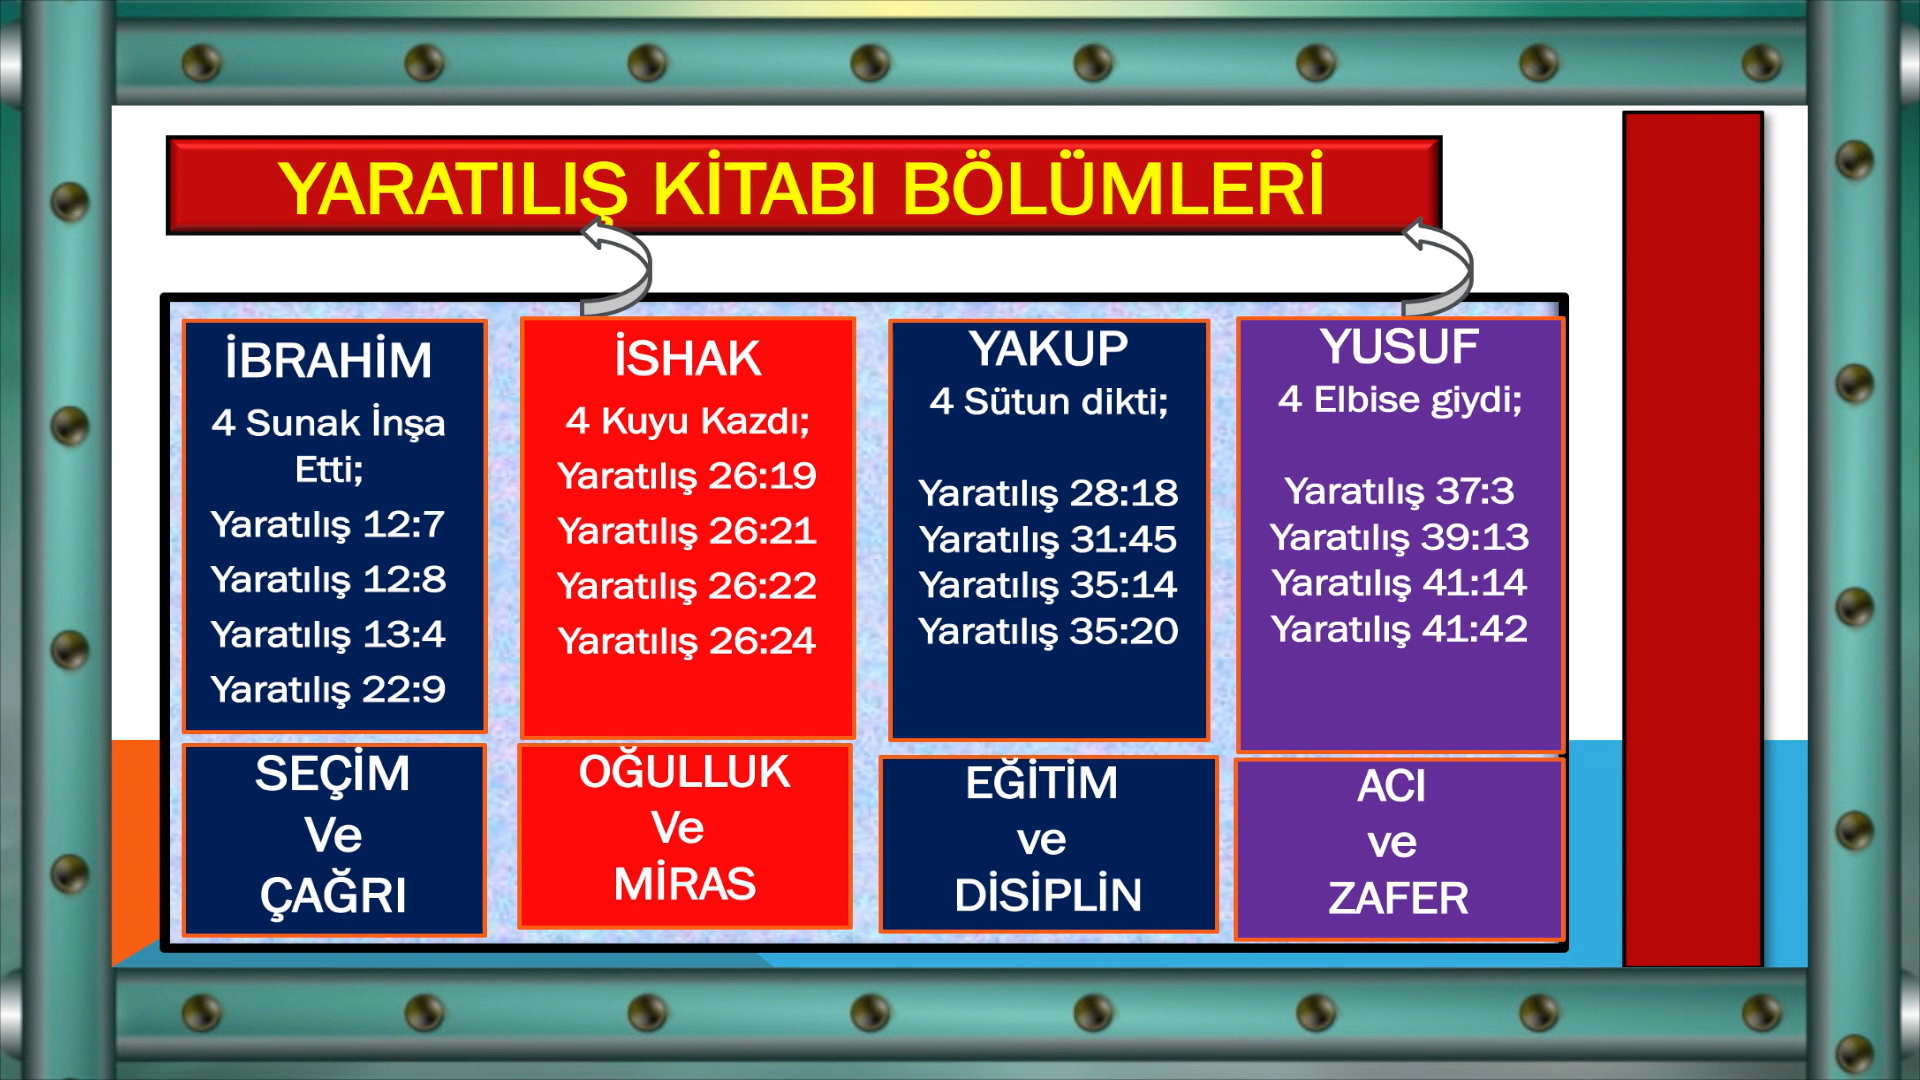 YARATILIŞ KİTABI BÖLÜMLERİ
İBRAHİM
4 Sunak İnşa
Etti;
Yaratılış 12:7
Yaratılış 12:8
Yaratılış 13:4
Yaratılış 22:9
İSHAK
4 Kuyu Kazdı;
Yaratılış 26:19
Yaratılış 26:21
Yaratılış 26:22
Yaratılış 26:24
YAKUP
4 Sütun dikti;
Yaratılış 28:18
Yaratılış 31:45
Yaratılış 35:14
Yaratılış 35:20
YUSUF
4 Elbise giydi;
Yaratılış 37:3
Yaratılış 39:13
Yaratılış 41:14
Yaratılış 41:42
SEÇİM
Ve
ÇAĞRI
OĞULLUK
Ve
MİRAS
EĞİTİM
ve
DİSİPLİN
ACI
ve
ZAFER